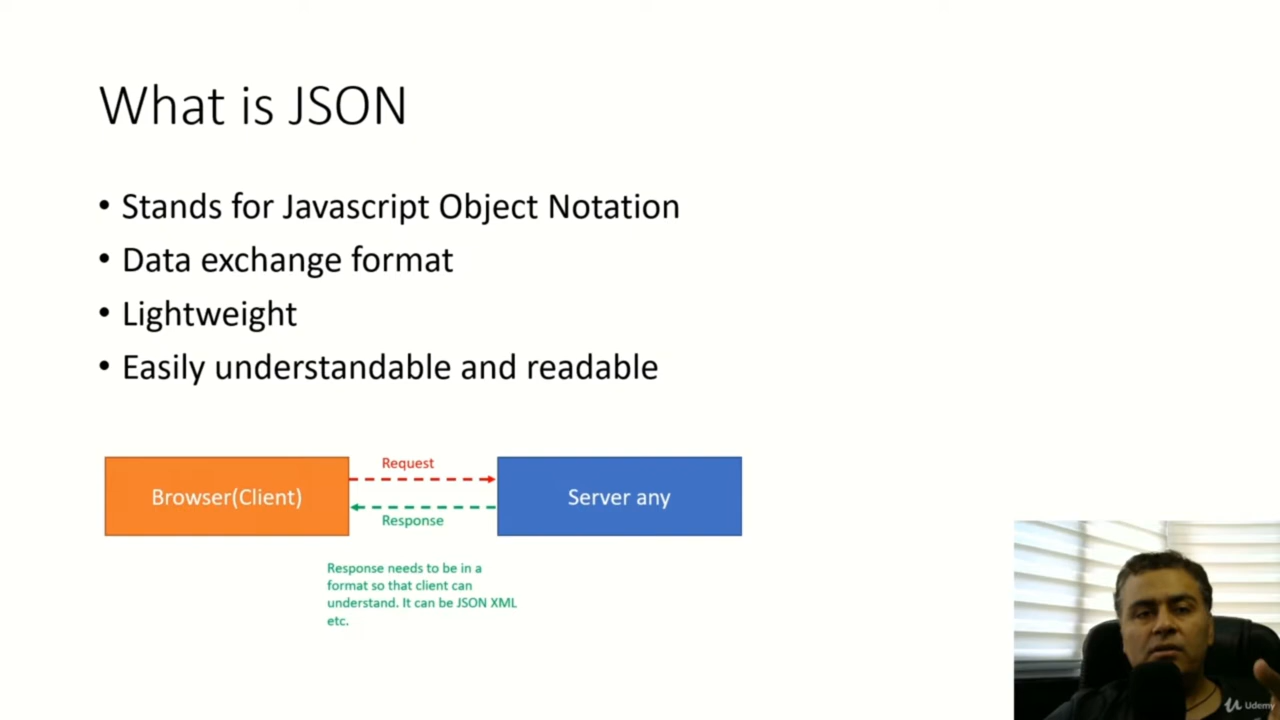 What is JSON
• Stands for Javascript Object Notation
• Data exchange format
• Lightweight
• Easily understandable and readable
Browser(Client)
Request
Response
Server any
Response needs to be in a
format so that client can
understand. It can be JSON XML
etc.
Udemy